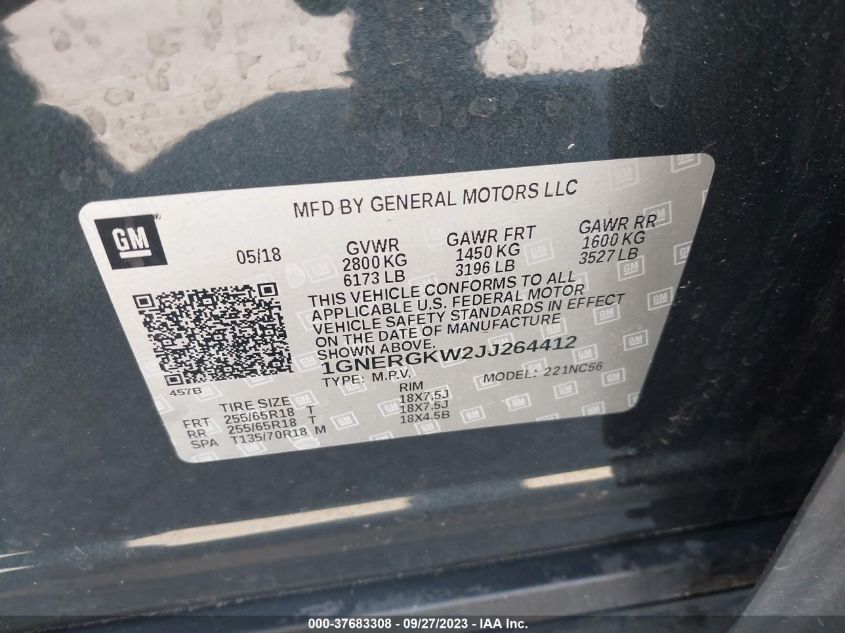 MFD BY GENERAL MOTORS LLC
GM
05/18
GVWR
2800 KG
6173 LB
GAWR FRT
1450 KG
3196 LB
GAWR RR
1600 KG
3527 LB
THIS VEHICLE CONFORMS TO ALL
APPLICABLE U.S. FEDERAL MOTOR
VEHICLE SAFETY STANDARDS IN EFFECT
ON THE DATE OF MANUFACTURE
SHOWN ABOVE.
1GNERGKW2JJ264412
TYPE: M.P.V. MODEL: 221NC56
457B
TIRE SIZE RIM
FRT 255/65R18 T 18X7.5J
RR 255/65R18 T 18X7.5J
SPA T135/70R18 M 18X4.5B
000-37683308 - 09/27/2023 - IAA Inc.